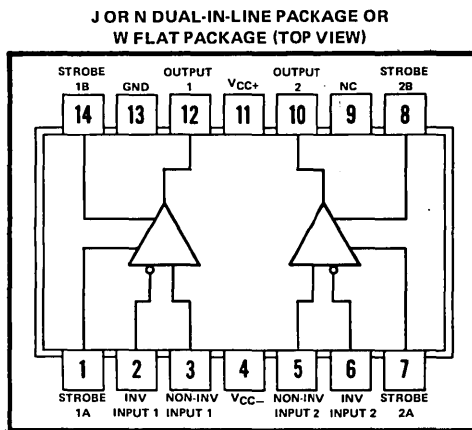 J OR N DUAL-IN-LINE PACKAGE OR
W FLAT PACKAGE (TOP VIEW)
STROBE 1B
GND
OUTPUT 1
VCC+
OUTPUT 2
NC
STROBE 2B
14 13 12 11 10 9 8
1 2 3 4 5 6 7
STROBE 1A
INV INPUT 1
NON-INV INPUT 1
VCC−
NON-INV INPUT 2
INV INPUT 2
STROBE 2A